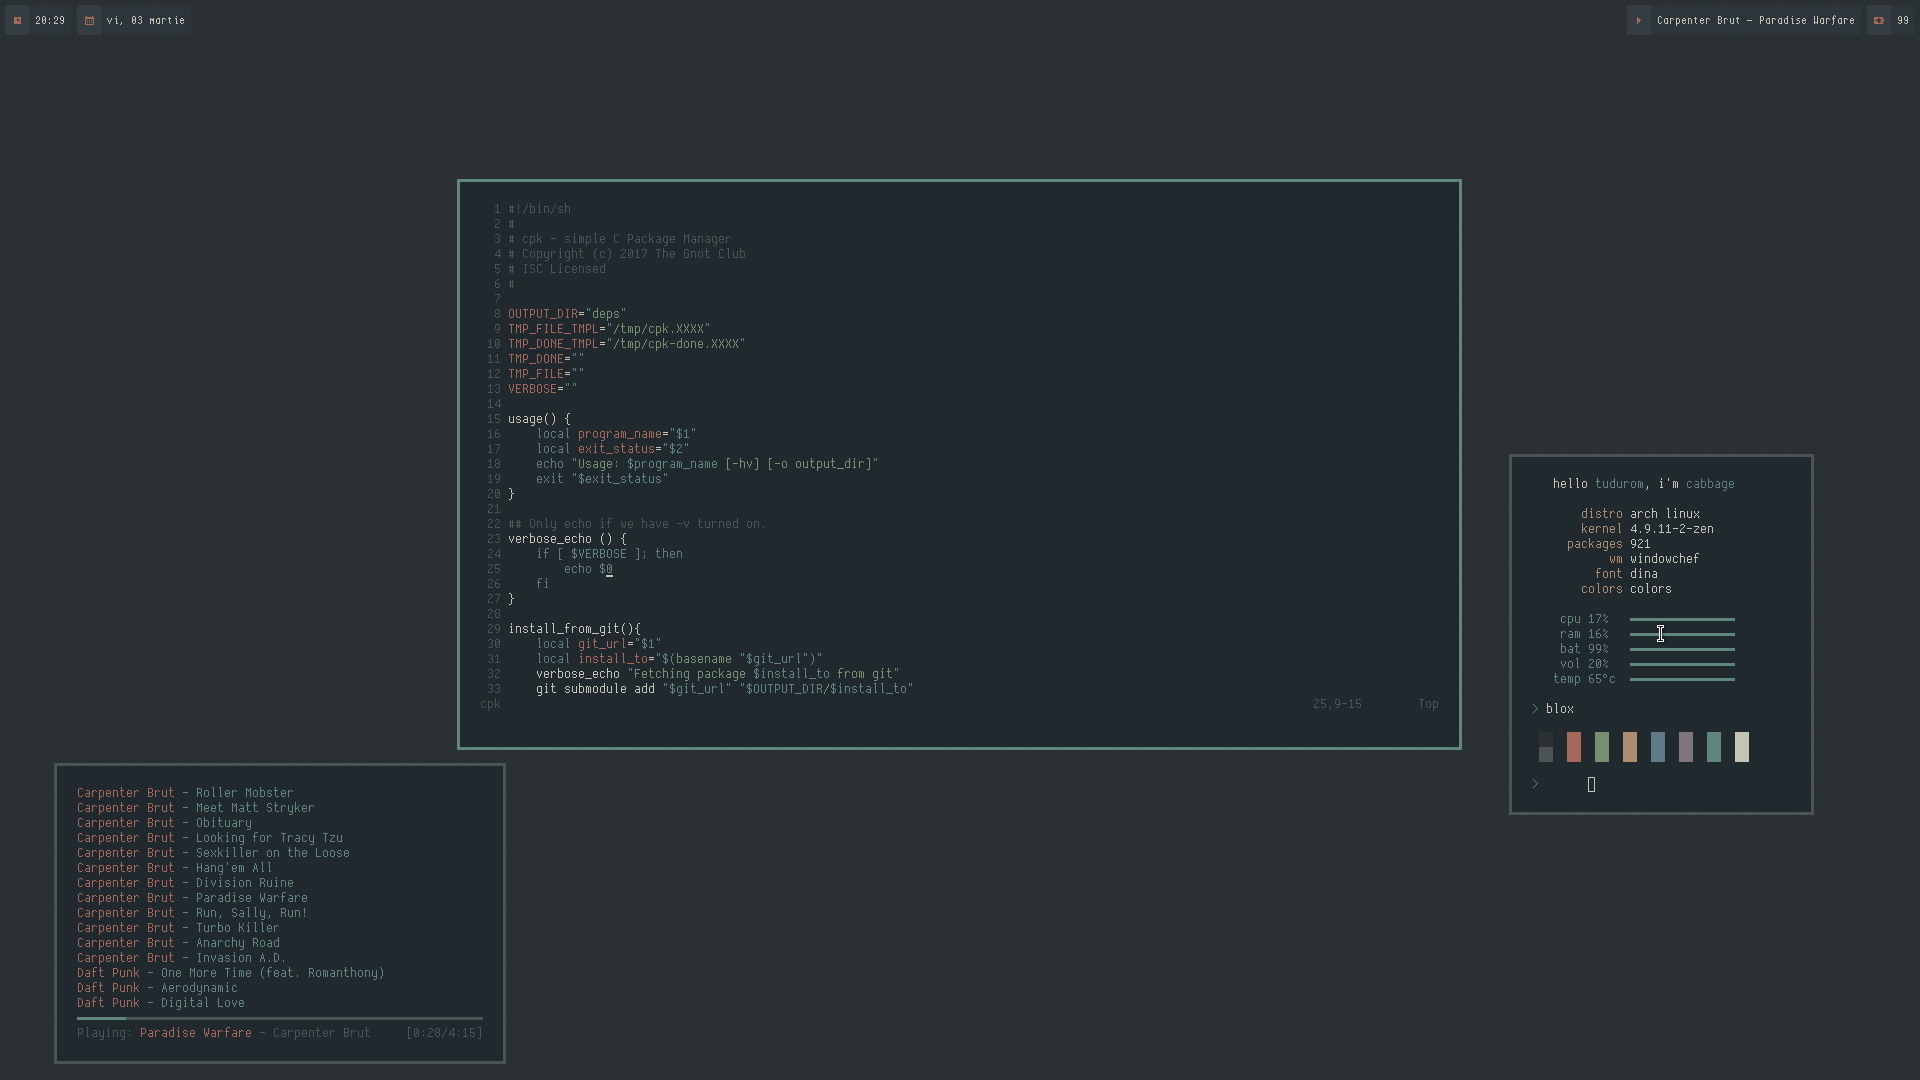 20:29
vi, 03 martie
Carpenter Brut - Paradise Warfare
99
1 #!/bin/sh
2 #
3 # cpk - simple C Package Manager
4 # Copyright (c) 2017 The Gnot Club
5 # ISC Licensed
6 #
7
8 OUTPUT_DIR="deps"
9 TMP_FILE_TMPL="/tmp/cpk.XXXX"
10 TMP_DONE_TMPL="/tmp/cpk-done.XXXX"
11 TMP_DONE=""
12 TMP_FILE=""
13 VERBOSE=""
14
15 usage() {
16     local program_name="$1"
17     local exit_status="$2"
18     echo "Usage: $program_name [-hv] [-o output_dir]"
19     exit "$exit_status"
20 }
21
22 ## Only echo if we have -v turned on.
23 verbose_echo () {
24     if [ $VERBOSE ]; then
25         echo $@
26     fi
27 }
28
29 install_from_git(){
30     local git_url="$1"
31     local install_to="$(basename "$git_url")"
32     verbose_echo "Fetching package $install_to from git"
33     git submodule add "$git_url" "$OUTPUT_DIR/$install_to"
cpk 25,9-15 Top
hello tudurom, i'm cabbage
distro arch linux
kernel 4.9.11-2-zen
packages 921
wm windowchef
font dina
colors colors
cpu 17%
ram 16%
bat 99%
vol 20%
temp 65°c
> blox
>
Carpenter Brut - Roller Mobster
Carpenter Brut - Meet Matt Stryker
Carpenter Brut - Obituary
Carpenter Brut - Looking for Tracy Tzu
Carpenter Brut - Sexkiller on the Loose
Carpenter Brut - Hang'em All
Carpenter Brut - Division Ruine
Carpenter Brut - Paradise Warfare
Carpenter Brut - Run, Sally, Run!
Carpenter Brut - Turbo Killer
Carpenter Brut - Anarchy Road
Carpenter Brut - Invasion A.D.
Daft Punk - One More Time (feat. Romanthony)
Daft Punk - Aerodynamic
Daft Punk - Digital Love
Playing: Paradise Warfare - Carpenter Brut [0:28/4:15]